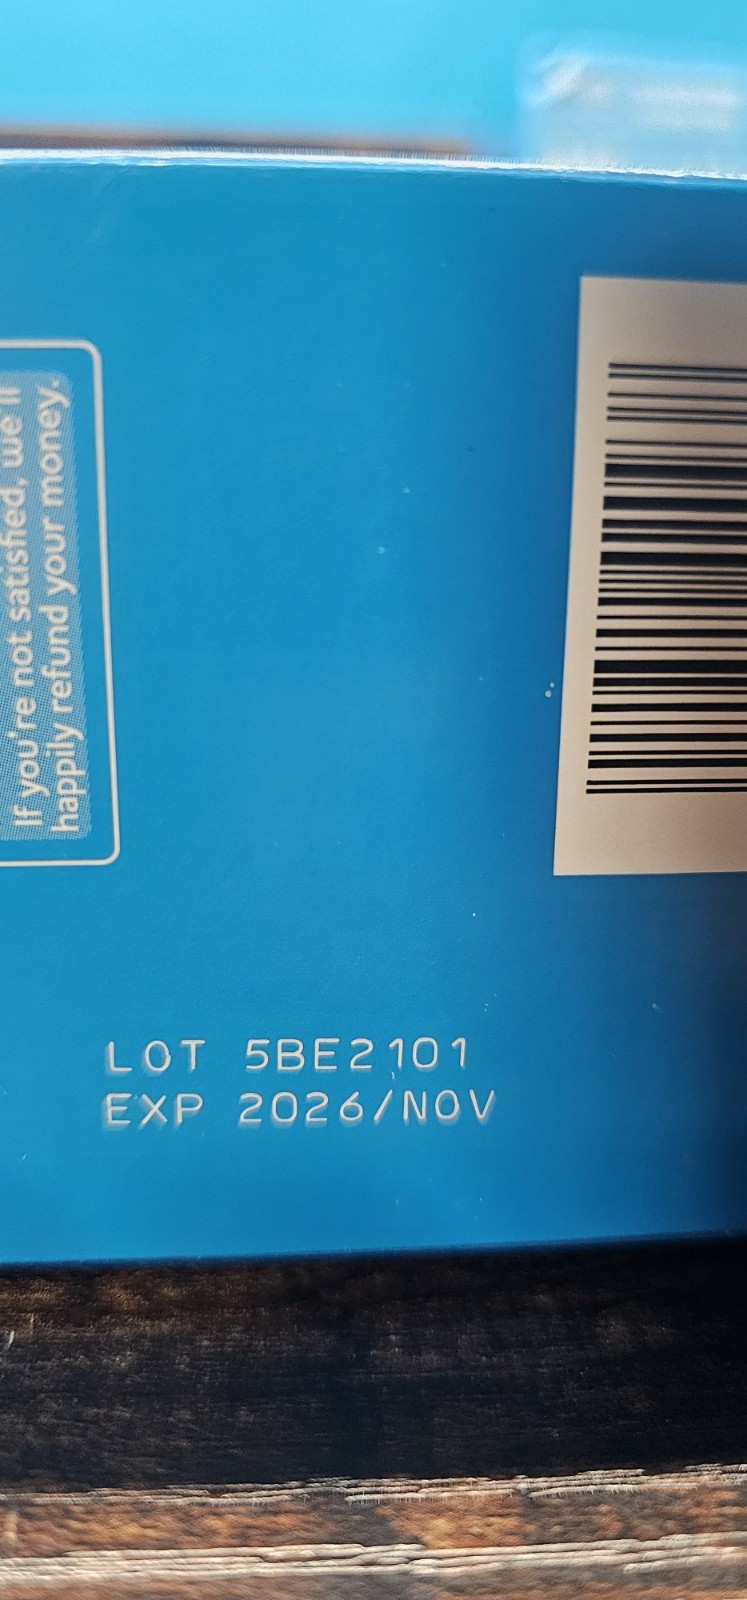 If you're not satisfied, we'll
happily refund your money.
LOT 5BE2101
EXP 2026/NOV